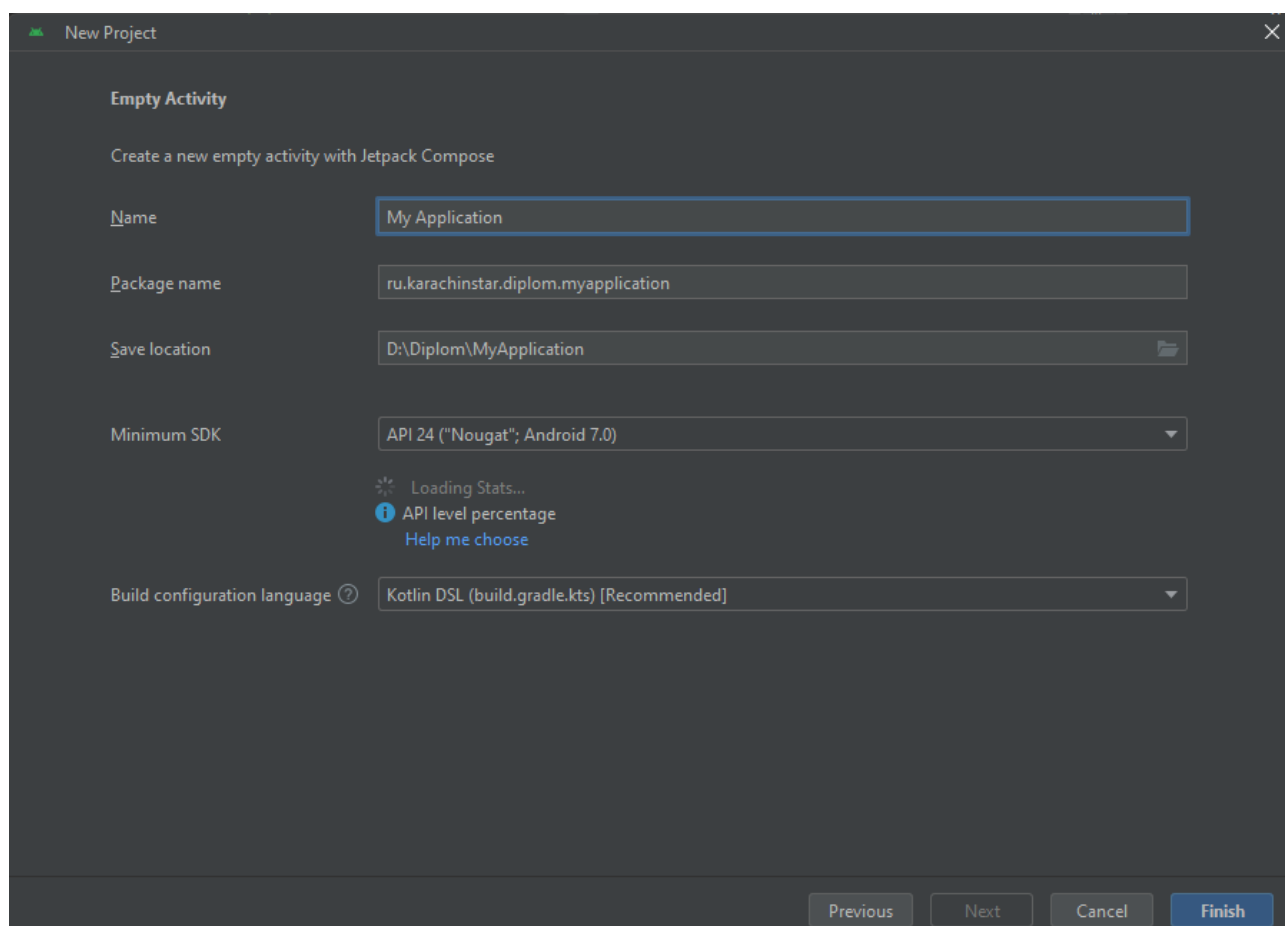 New Project
Empty Activity
Create a new empty activity with Jetpack Compose
Name My Application
Package name ru.karachinstar.diplom.myapplication
Save location D:\Diplom\MyApplication
Minimum SDK API 24 ("Nougat"; Android 7.0)
Loading Stats...
API level percentage
Help me choose
Build configuration language Kotlin DSL (build.gradle.kts) [Recommended]
Previous Next Cancel Finish